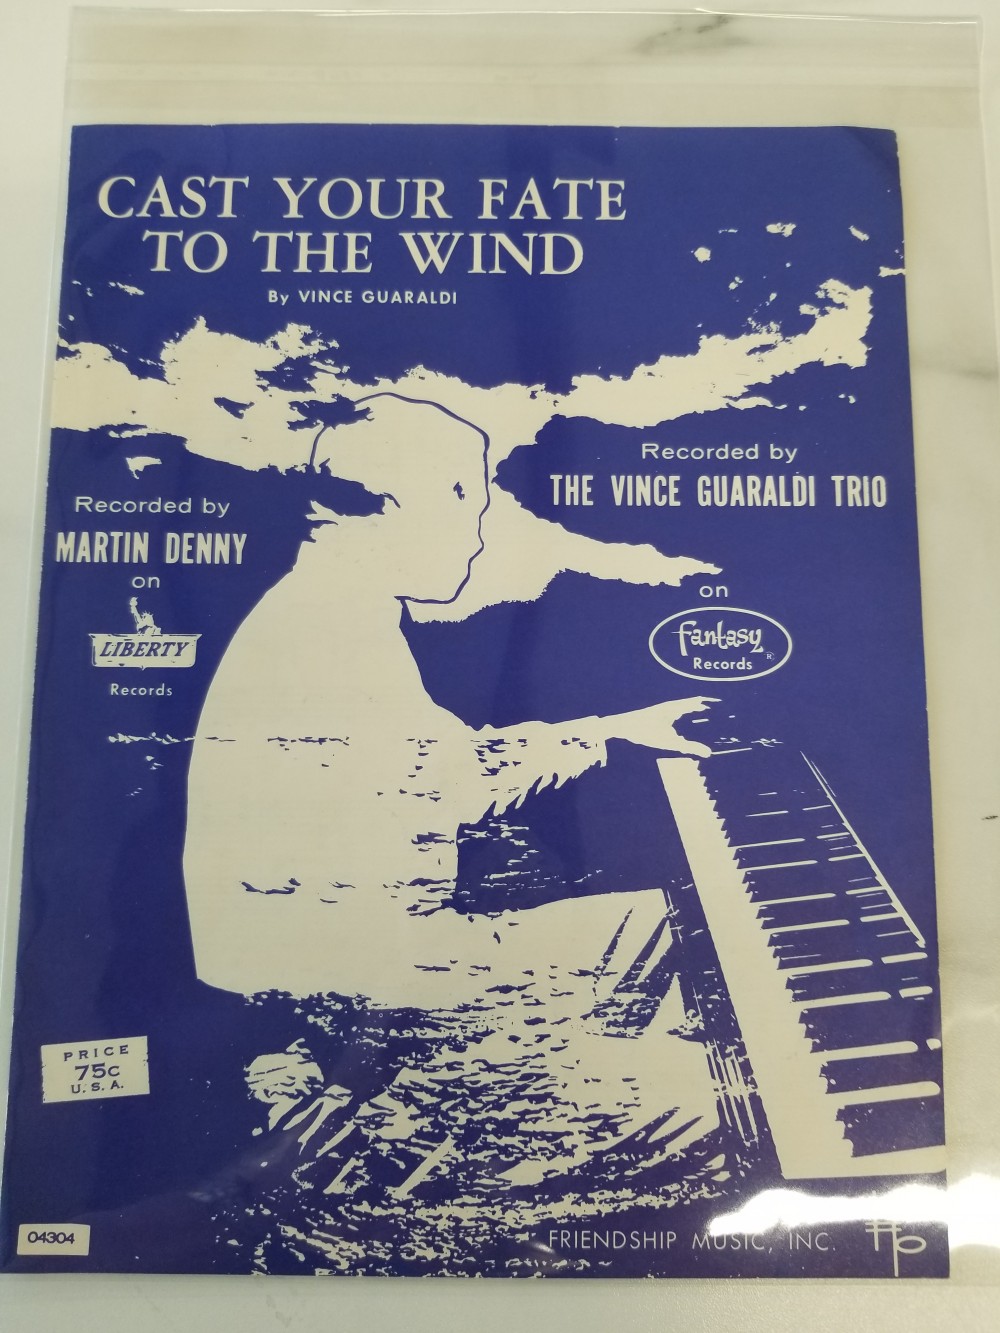 CAST YOUR FATE
TO THE WIND
By VINCE GUARALDI
Recorded by
THE VINCE GUARALDI TRIO
on
fantasy
Records
®
Recorded by
MARTIN DENNY
on
LIBERTY
Records
PRICE
75c
U.S.A.
04304
FRIENDSHIP MUSIC, INC.